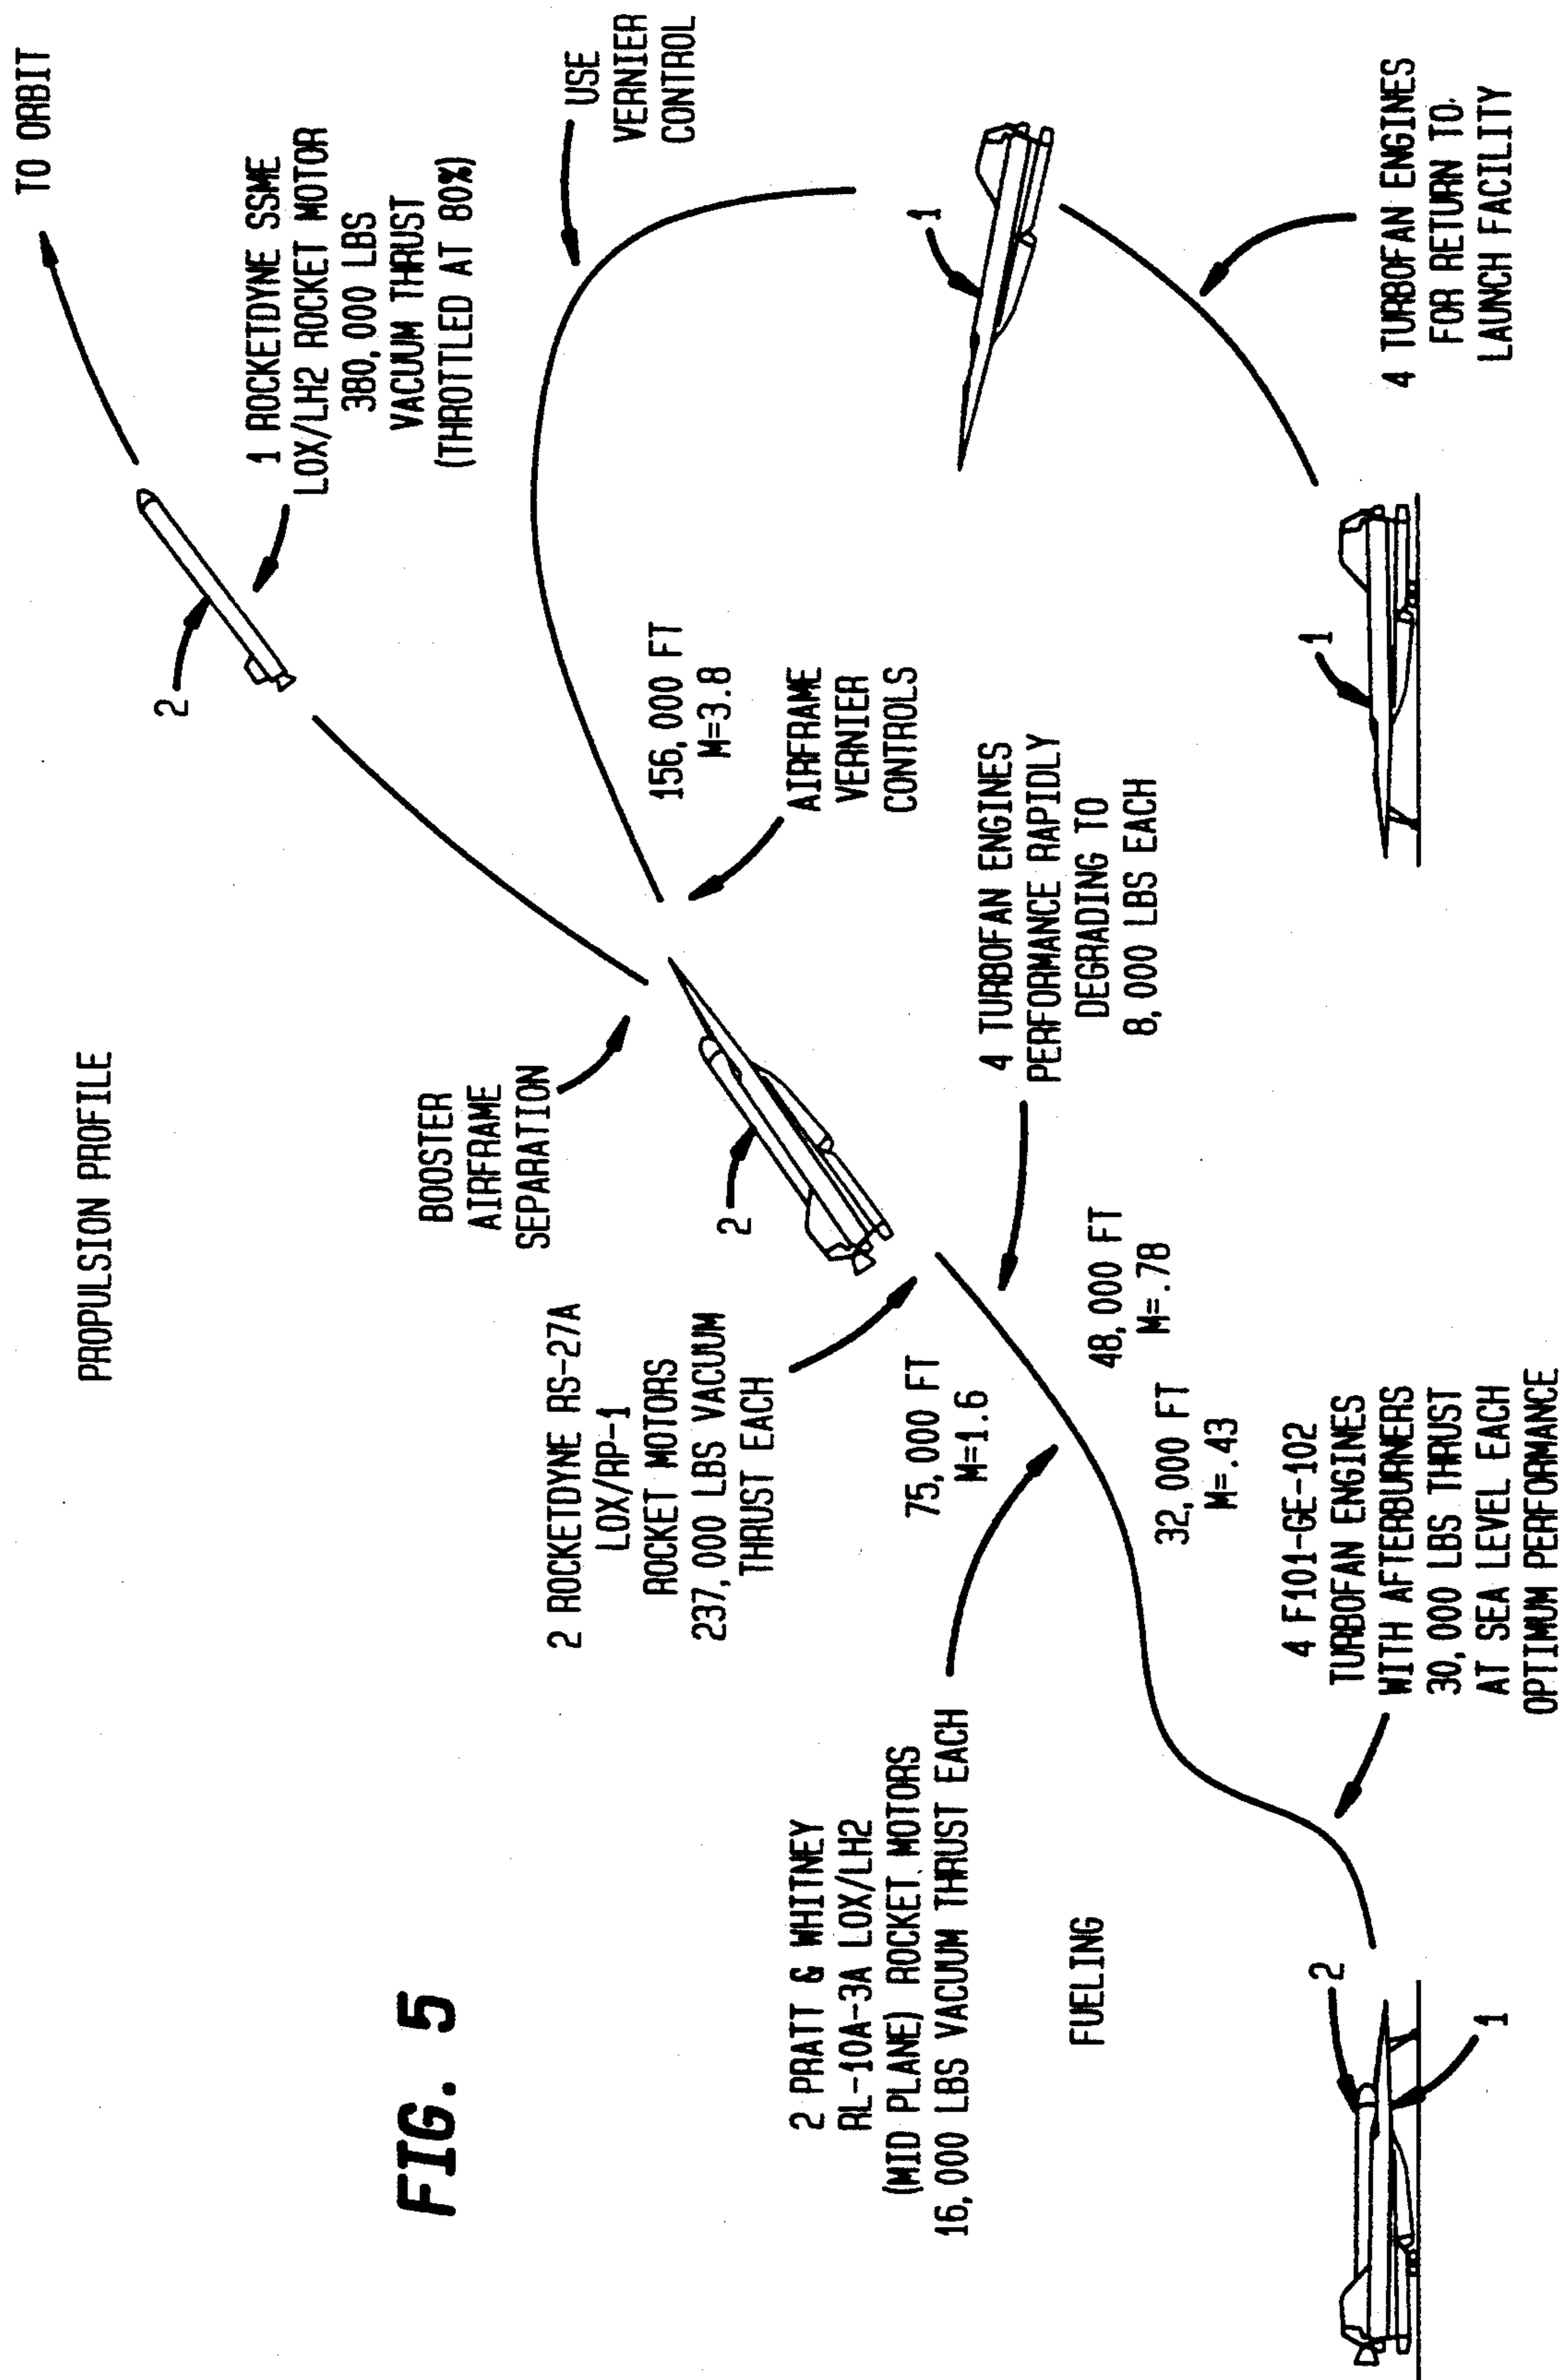 FIG. 5
PROPULSION PROFILE
TO ORBIT
2
1 ROCKETDYNE SSME
LOX/LH2 ROCKET MOTOR
380,000 LBS
VACUUM THRUST
(THROTTLED AT 80%)
BOOSTER
AIRFRAME
SEPARATION
USE
VERNIER
CONTROL
2 ROCKETDYNE RS-27A
LOX/RP-1
ROCKET MOTORS
237,000 LBS VACUUM
THRUST EACH
2
156,000 FT
M=3.8
AIRFRAME
VERNIER
CONTROLS
2 PRATT & WHITNEY
RL-10A-3A LOX/LH2
(MID PLANE) ROCKET MOTORS
16,000 LBS VACUUM THRUST EACH
75,000 FT
M=1.6
4 TURBOFAN ENGINES
PERFORMANCE RAPIDLY
DEGRADING TO
8,000 LBS EACH
1
FUELING
48,000 FT
M=.78
32,000 FT
M=.43
4 F101-GE-102
TURBOFAN ENGINES
WITH AFTERBURNERS
30,000 LBS THRUST
AT SEA LEVEL EACH
OPTIMUM PERFORMANCE
2
1
1
4 TURBOFAN ENGINES
FOR RETURN TO
LAUNCH FACILITY